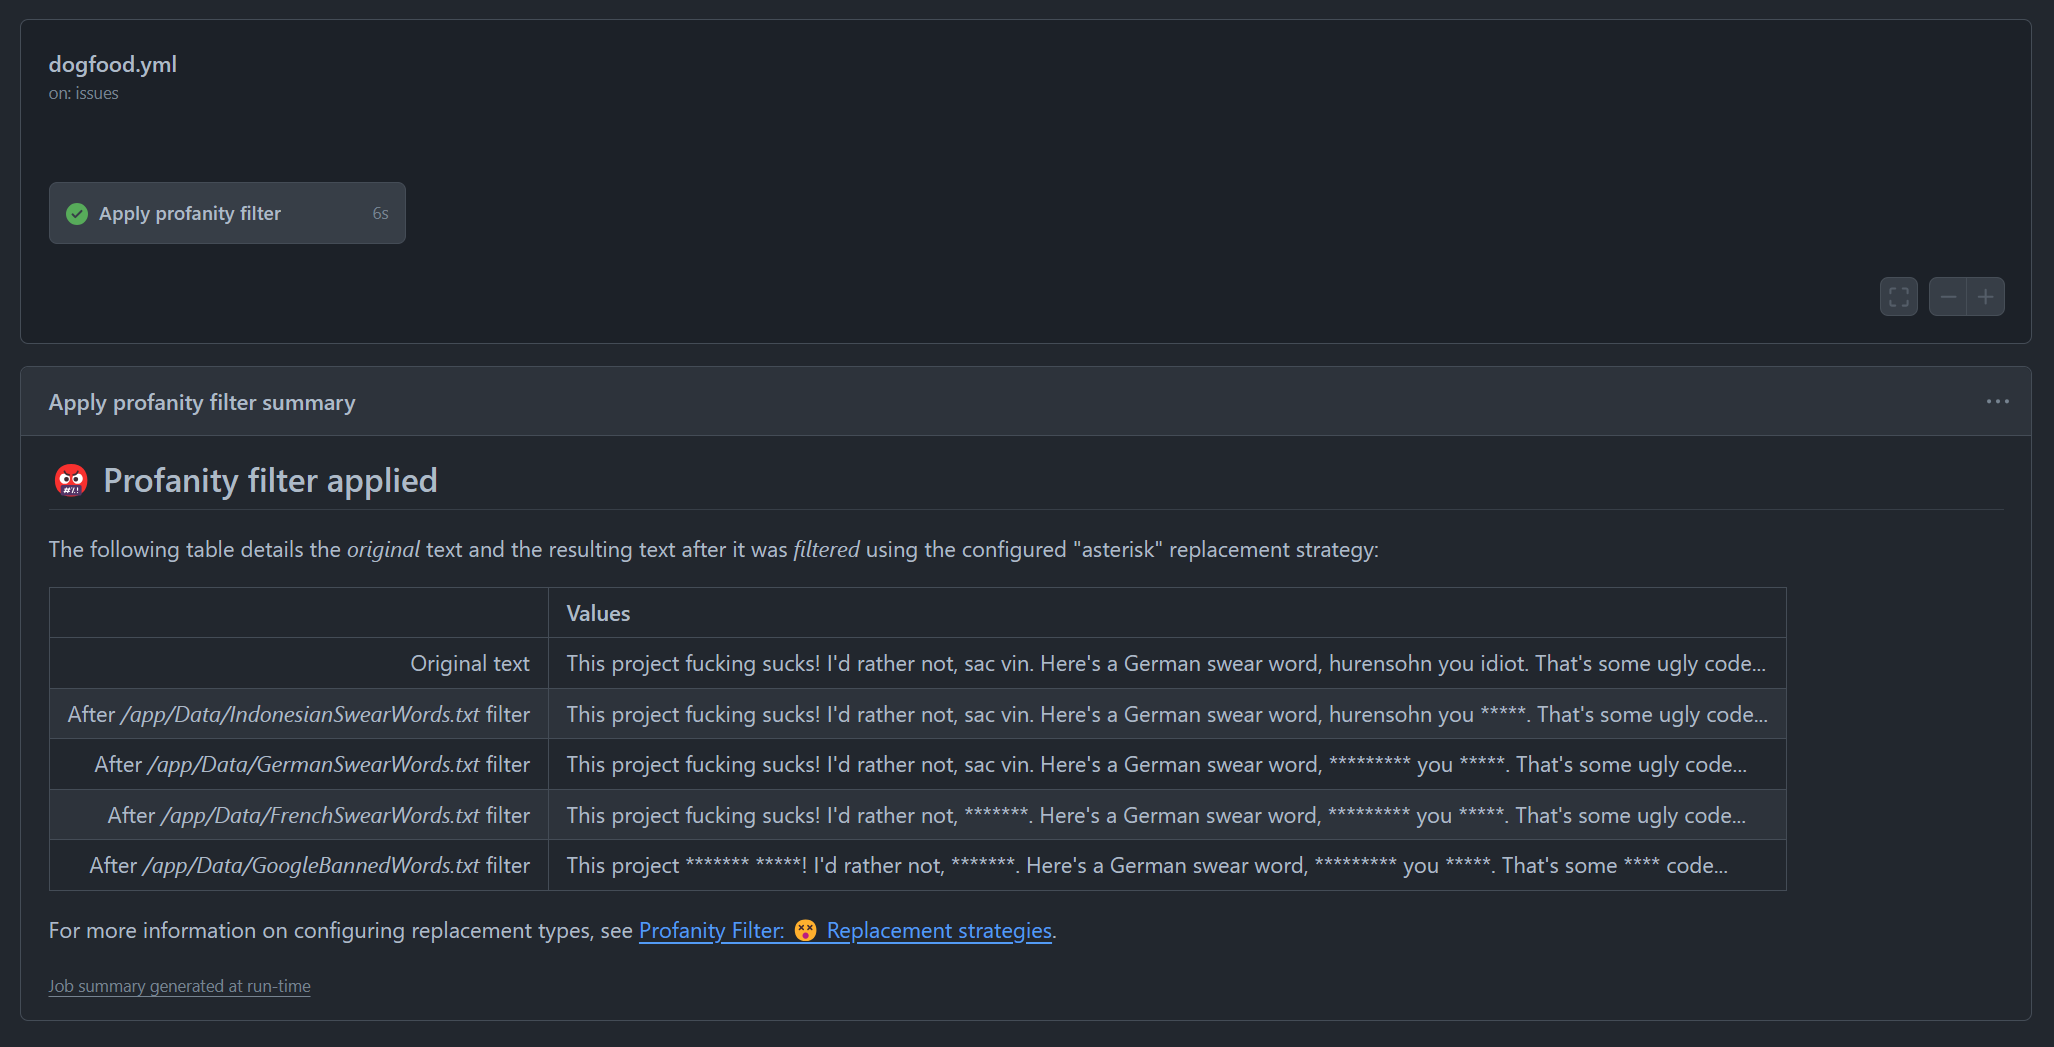 dogfood.yml
on: issues
Apply profanity filter 6s
Apply profanity filter summary
Profanity filter applied
The following table details the original text and the resulting text after it was filtered using the configured "asterisk" replacement strategy:
Values
Original text This project fucking sucks! I'd rather not, sac vin. Here's a German swear word, hurensohn you idiot. That's some ugly code...
After /app/Data/IndonesianSwearWords.txt filter This project fucking sucks! I'd rather not, sac vin. Here's a German swear word, hurensohn you *****. That's some ugly code...
After /app/Data/GermanSwearWords.txt filter This project fucking sucks! I'd rather not, sac vin. Here's a German swear word, ********* you *****. That's some ugly code...
After /app/Data/FrenchSwearWords.txt filter This project fucking sucks! I'd rather not, *******. Here's a German swear word, ********* you *****. That's some ugly code...
After /app/Data/GoogleBannedWords.txt filter This project ******* *****! I'd rather not, *******. Here's a German swear word, ********* you *****. That's some **** code...
For more information on configuring replacement types, see Profanity Filter: 😵 Replacement strategies.
Job summary generated at run-time